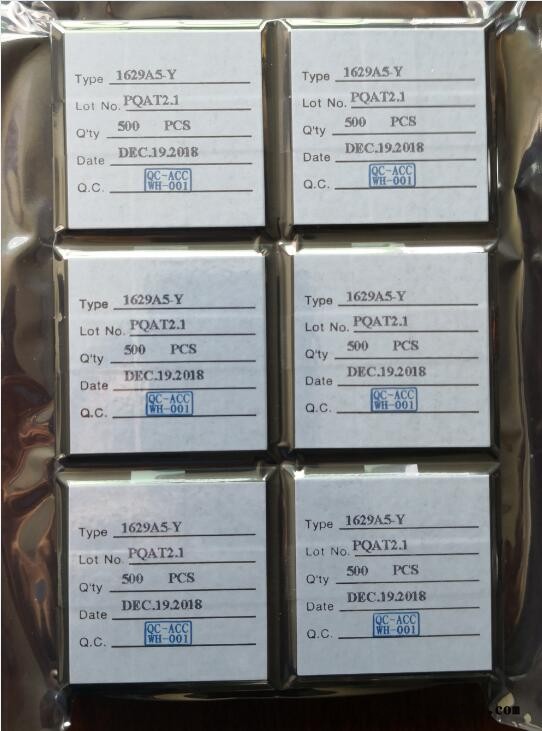 Type 1629A5-Y
Lot No. PQAT2.1
Q'ty 500 PCS
Date DEC.19.2018
Q.C. QC-ACC
WH-001
Type 1629A5-Y
Lot No. PQAT2.1
Q'ty 500 PCS
Date DEC.19.2018
Q.C. QC-ACC
WH-001
Type 1629A5-Y
Lot No. PQAT2.1
Q'ty 500 PCS
Date DEC.19.2018
Q.C. QC-ACC
WH-001
Type 1629A5-Y
Lot No. PQAT2.1
Q'ty 500 PCS
Date DEC.19.2018
Q.C. QC-ACC
WH-001
Type 1629A5-Y
Lot No. PQAT2.1
Q'ty 500 PCS
Date DEC.19.2018
Q.C. QC-ACC
WH-001
Type 1629A5-Y
Lot No. PQAT2.1
Q'ty 500 PCS
Date DEC.19.2018
Q.C. QC-ACC
WH-001
.com